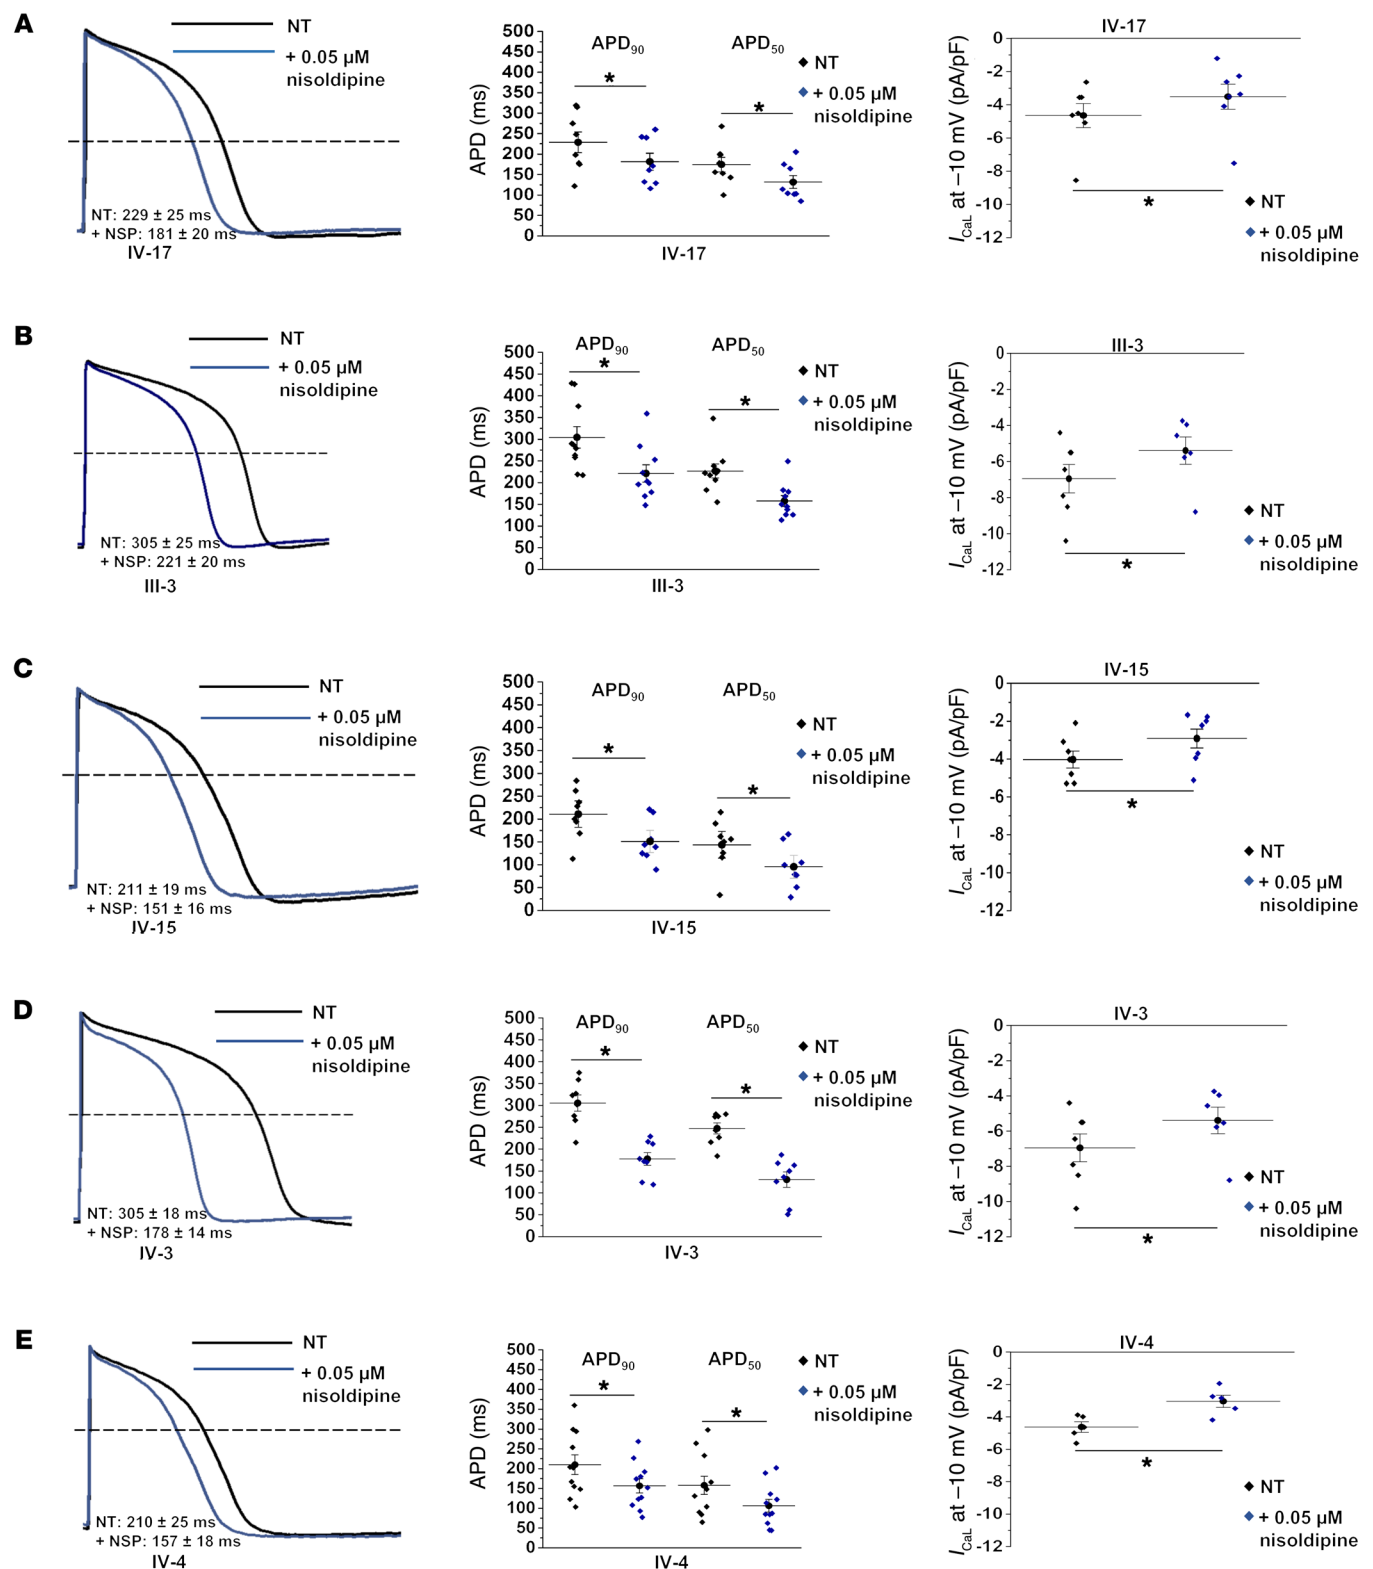 A
NT
+ 0.05 µM
nisoldipine
NT: 229 ± 25 ms
+ NSP: 181 ± 20 ms
IV-17
APD (ms)
500
450
400
350
300
250
200
150
100
50
0
APD90
APD50
*
*
NT
+ 0.05 µM
nisoldipine
IV-17
IV-17
ICaL at –10 mV (pA/pF)
0
-2
-4
-6
-8
-10
-12
*
NT
+ 0.05 µM
nisoldipine
B
NT
+ 0.05 µM
nisoldipine
NT: 305 ± 25 ms
+ NSP: 221 ± 20 ms
III-3
APD (ms)
500
450
400
350
300
250
200
150
100
50
0
APD90
APD50
*
*
NT
+ 0.05 µM
nisoldipine
III-3
III-3
ICaL at –10 mV (pA/pF)
0
-2
-4
-6
-8
-10
-12
*
NT
+ 0.05 µM
nisoldipine
C
NT
+ 0.05 µM
nisoldipine
NT: 211 ± 19 ms
+ NSP: 151 ± 16 ms
IV-15
APD (ms)
500
450
400
350
300
250
200
150
100
50
0
APD90
APD50
*
*
NT
+ 0.05 µM
nisoldipine
IV-15
IV-15
ICaL at –10 mV (pA/pF)
0
-2
-4
-6
-8
-10
-12
*
NT
+ 0.05 µM
nisoldipine
D
NT
+ 0.05 µM
nisoldipine
NT: 305 ± 18 ms
+ NSP: 178 ± 14 ms
IV-3
APD (ms)
500
450
400
350
300
250
200
150
100
50
0
APD90
APD50
*
*
NT
+ 0.05 µM
nisoldipine
IV-3
IV-3
ICaL at –10 mV (pA/pF)
0
-2
-4
-6
-8
-10
-12
*
NT
+ 0.05 µM
nisoldipine
E
NT
+ 0.05 µM
nisoldipine
NT: 210 ± 25 ms
+ NSP: 157 ± 18 ms
IV-4
APD (ms)
500
450
400
350
300
250
200
150
100
50
0
APD90
APD50
*
*
NT
+ 0.05 µM
nisoldipine
IV-4
IV-4
ICaL at –10 mV (pA/pF)
0
-2
-4
-6
-8
-10
-12
*
NT
+ 0.05 µM
nisoldipine